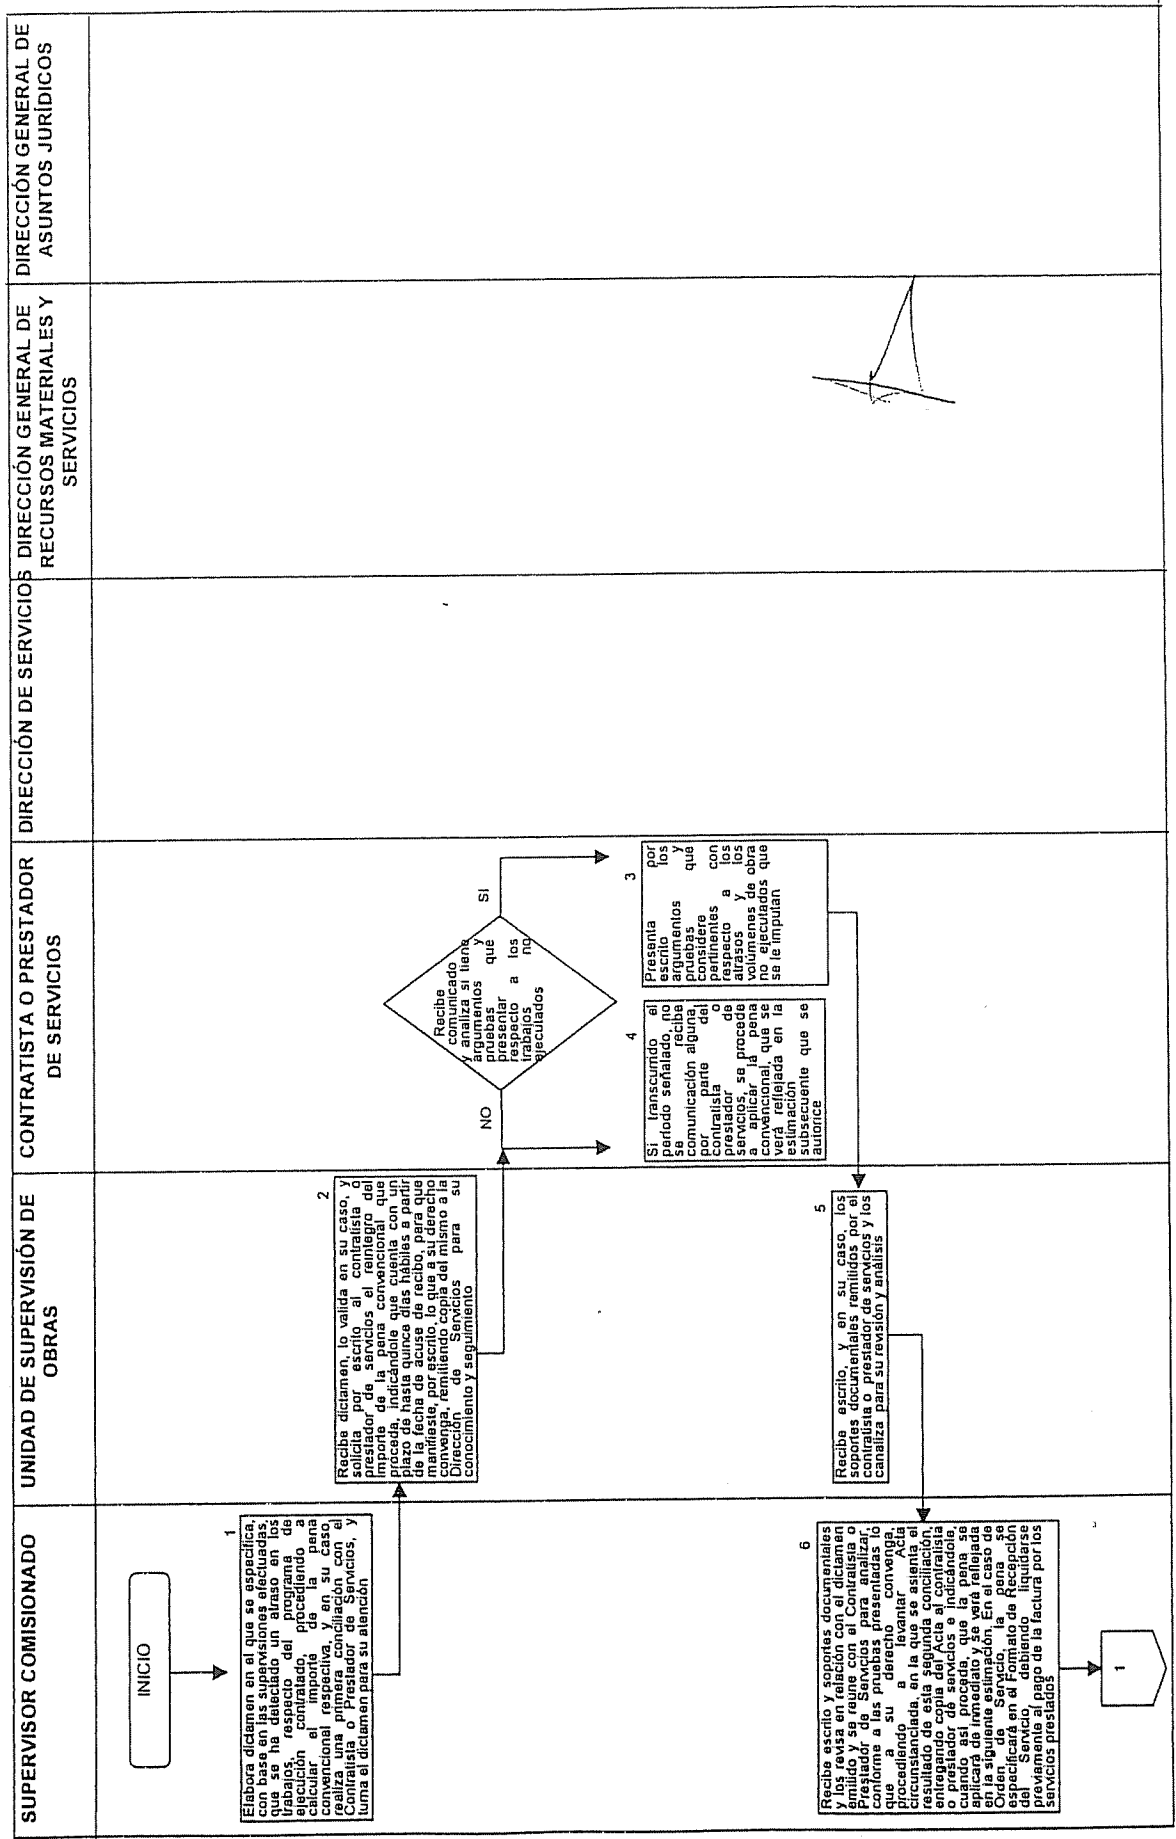 SUPERVISOR COMISIONADO
UNIDAD DE SUPERVISIÓN DE
OBRAS
CONTRATISTA O PRESTADOR
DE SERVICIOS
DIRECCIÓN DE SERVICIOS
DIRECCIÓN GENERAL DE
RECURSOS MATERIALES Y
SERVICIOS
DIRECCIÓN GENERAL DE
ASUNTOS JURÍDICOS
INICIO
1
Elabora dictamen en el que se especifica,
con base en las supervisiones efectuadas,
que se ha detectado un atraso en los
trabajos, respecto del programa de
ejecución contratado, procediendo a
calcular el importe de la pena
convencional respectiva, y en su caso,
realiza una primera conciliación con el
Contratista o Prestador de Servicios, y
turna el dictamen para su atención
2
Recibe dictamen, lo valida en su caso, y
solicita por escrito al contratista o
prestador de servicios el reintegro del
importe de la pena convencional que
proceda, indicándole que cuenta con un
plazo de hasta quince días hábiles a partir
de la fecha de acuse de recibo, para que
manifieste, por escrito, lo que a su derecho
convenga, remitiendo copia del mismo a la
Dirección de Servicios para su
conocimiento y seguimiento
Recibe
comunicado
y analiza si tiene
argumentos y
pruebas que
presentar
respecto a los
trabajos no
ejecutados
NO
SI
4
Si transcurrido el
periodo señalado, no
se recibe
comunicación alguna,
por parte del
contratista o
prestador de
servicios, se procede
a aplicar la pena
convencional, que se
verá reflejada en la
estimación
subsecuente que se
autorice
3
Presenta por
escrito los
argumentos y
pruebas que
considere
pertinentes con
respecto a los
atrasos y los
volúmenes de obra
no ejecutados que
se le imputan
5
Recibe escrito, y en su caso, los
soportes documentales remitidos por el
contratista o prestador de servicios y los
canaliza para su revisión y análisis
6
Recibe escrito y soportes documentales
y los revisa en relación con el dictamen
emitido y se reune con el Contratista o
Prestador de Servicios para analizar,
conforme a las pruebas presentadas lo
que a su derecho convenga,
procediendo a levantar Acta
circunstanciada, en la que se asienta el
resultado de esta segunda conciliación,
entregando copia del Acta al contratista
o prestador de servicios e indicándole,
cuando así proceda, que la pena se
aplicará de inmediato y se verá reflejada
en la siguiente estimación. En el caso de
Orden de Servicio, la pena se
especificará en el Formato de Recepción
del Servicio, debiendo liquidarse
previamente al pago de la factura por los
servicios prestados
1